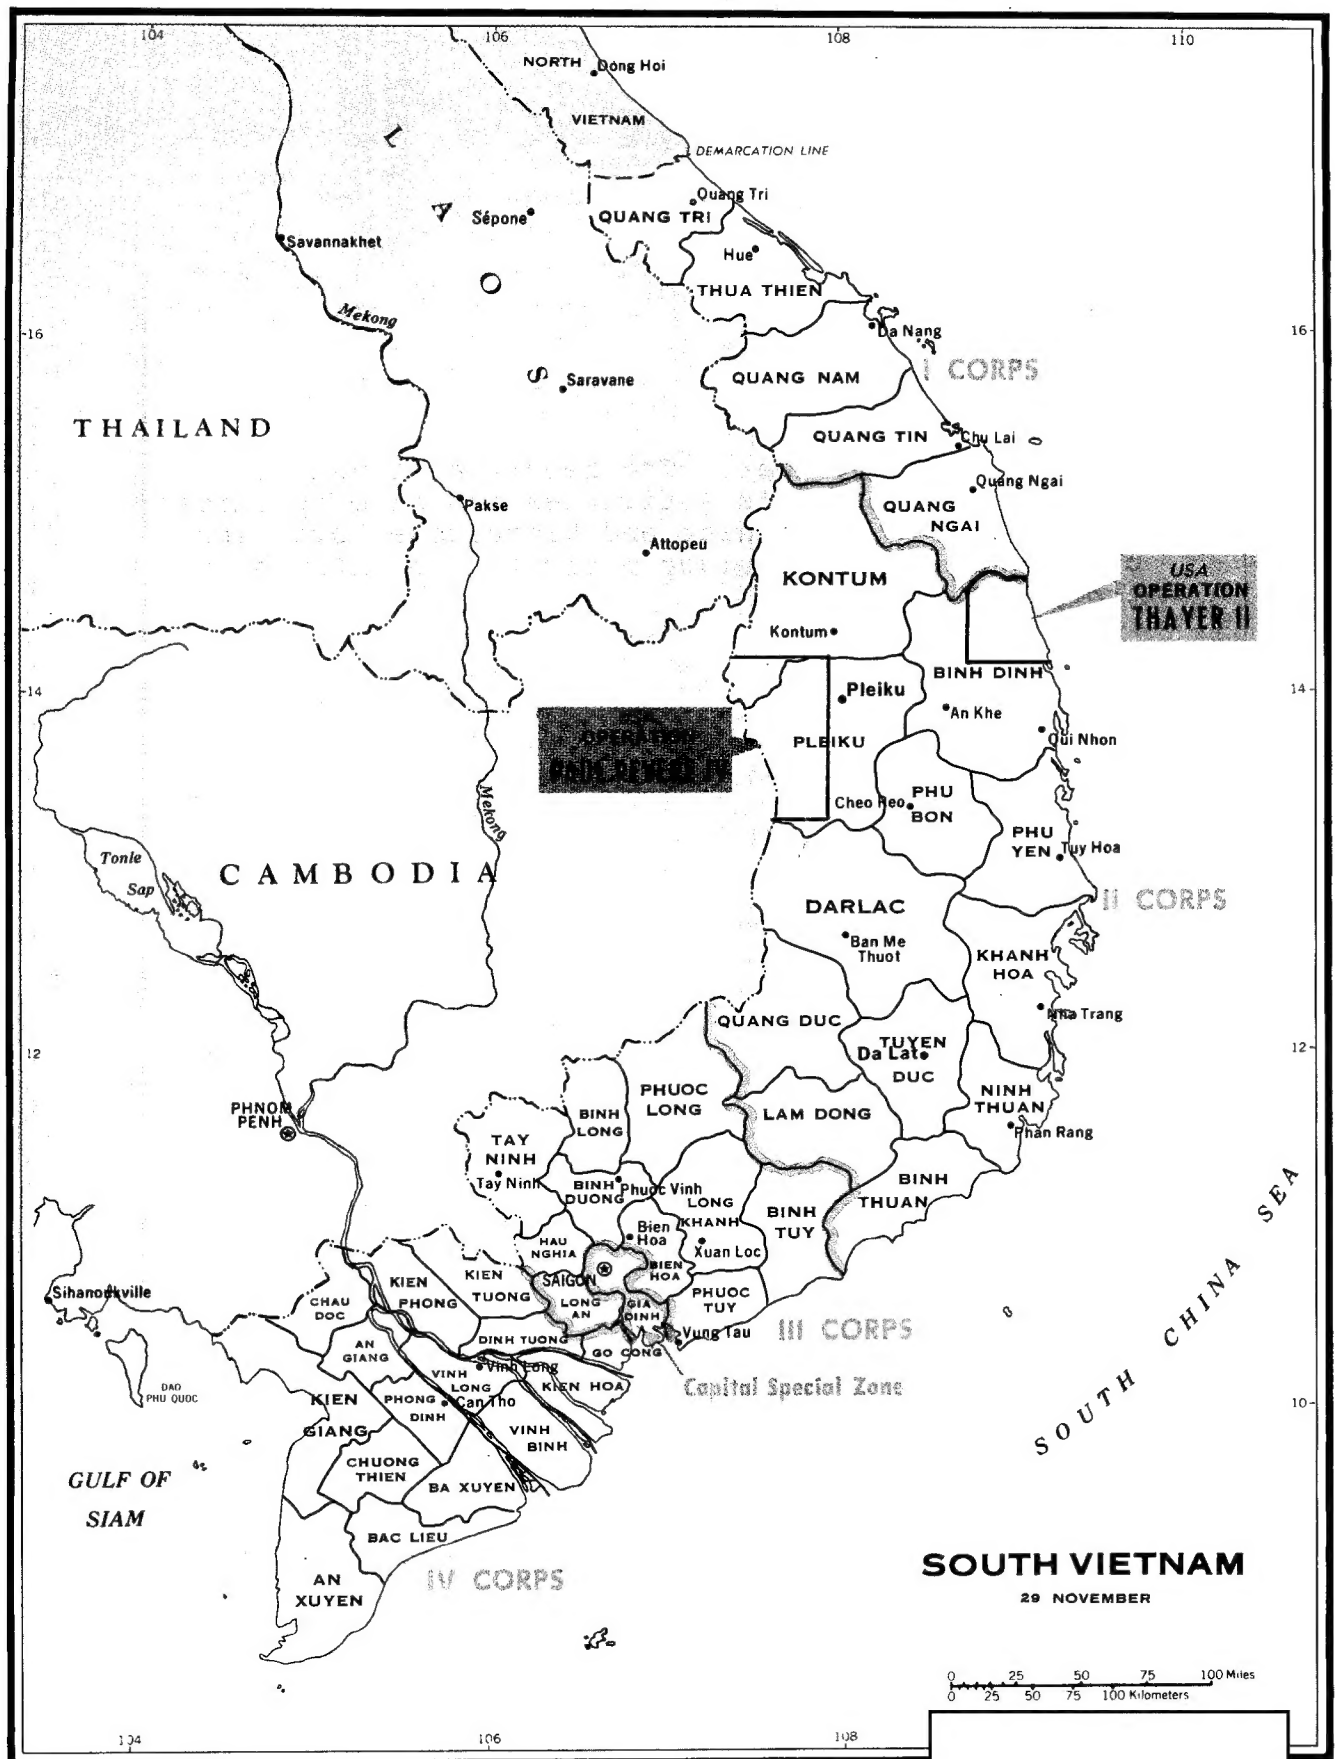 104
106
108
110
NORTH
Dong Hoi
VIETNAM
DEMARCATION LINE
L A O S
Quang Tri
QUANG TRI
Sépone
Savannakhet
Hue
THUA THIEN
Mekong
16
16
Da Nang
I CORPS
Saravane
QUANG NAM
THAILAND
QUANG TIN
Chu Lai
Pakse
Quang Ngai
QUANG
NGAI
Attopeu
KONTUM
USA
OPERATION
THAYER II
Kontum
BINH DINH
14
14
Pleiku
An Khe
OPERATION
PAUL REVERE IV
PLEIKU
Qui Nhon
Mekong
Cheo Reo
PHU
BON
PHU
YEN
Tuy Hoa
Tonle
Sap
CAMBODIA
DARLAC
II CORPS
Ban Me
Thuot
KHANH
HOA
Nha Trang
QUANG DUC
12
12
TUYEN
Da Lat
DUC
PHUOC
LONG
NINH
THUAN
PHNOM
PENH
BINH
LONG
LAM DONG
Phan Rang
TAY
NINH
Tay Ninh
BINH
DUONG
Phuoc Vinh
BINH
THUAN
LONG
KHANH
BINH
TUY
SOUTH CHINA SEA
HAU
NGHIA
Bien
Hoa
Xuan Loc
BIEN
HOA
KIEN
PHONG
KIEN
TUONG
SAIGON
PHUOC
TUY
Sihanoukville
CHAU
DOC
LONG
AN
GIA
DINH
Vung Tau
III CORPS
DINH TUONG
GO CONG
AN
GIANG
VINH
LONG
Vinh Long
KIEN HOA
Capital Special Zone
DAO
PHU QUOC
KIEN
GIANG
PHONG
DINH
Can Tho
10
VINH
BINH
CHUONG
THIEN
BA XUYEN
GULF OF
SIAM
BAC LIEU
AN
XUYEN
IV CORPS
SOUTH VIETNAM
29 NOVEMBER
0 25 50 75 100 Miles
0 25 50 75 100 Kilometers
104
106
108